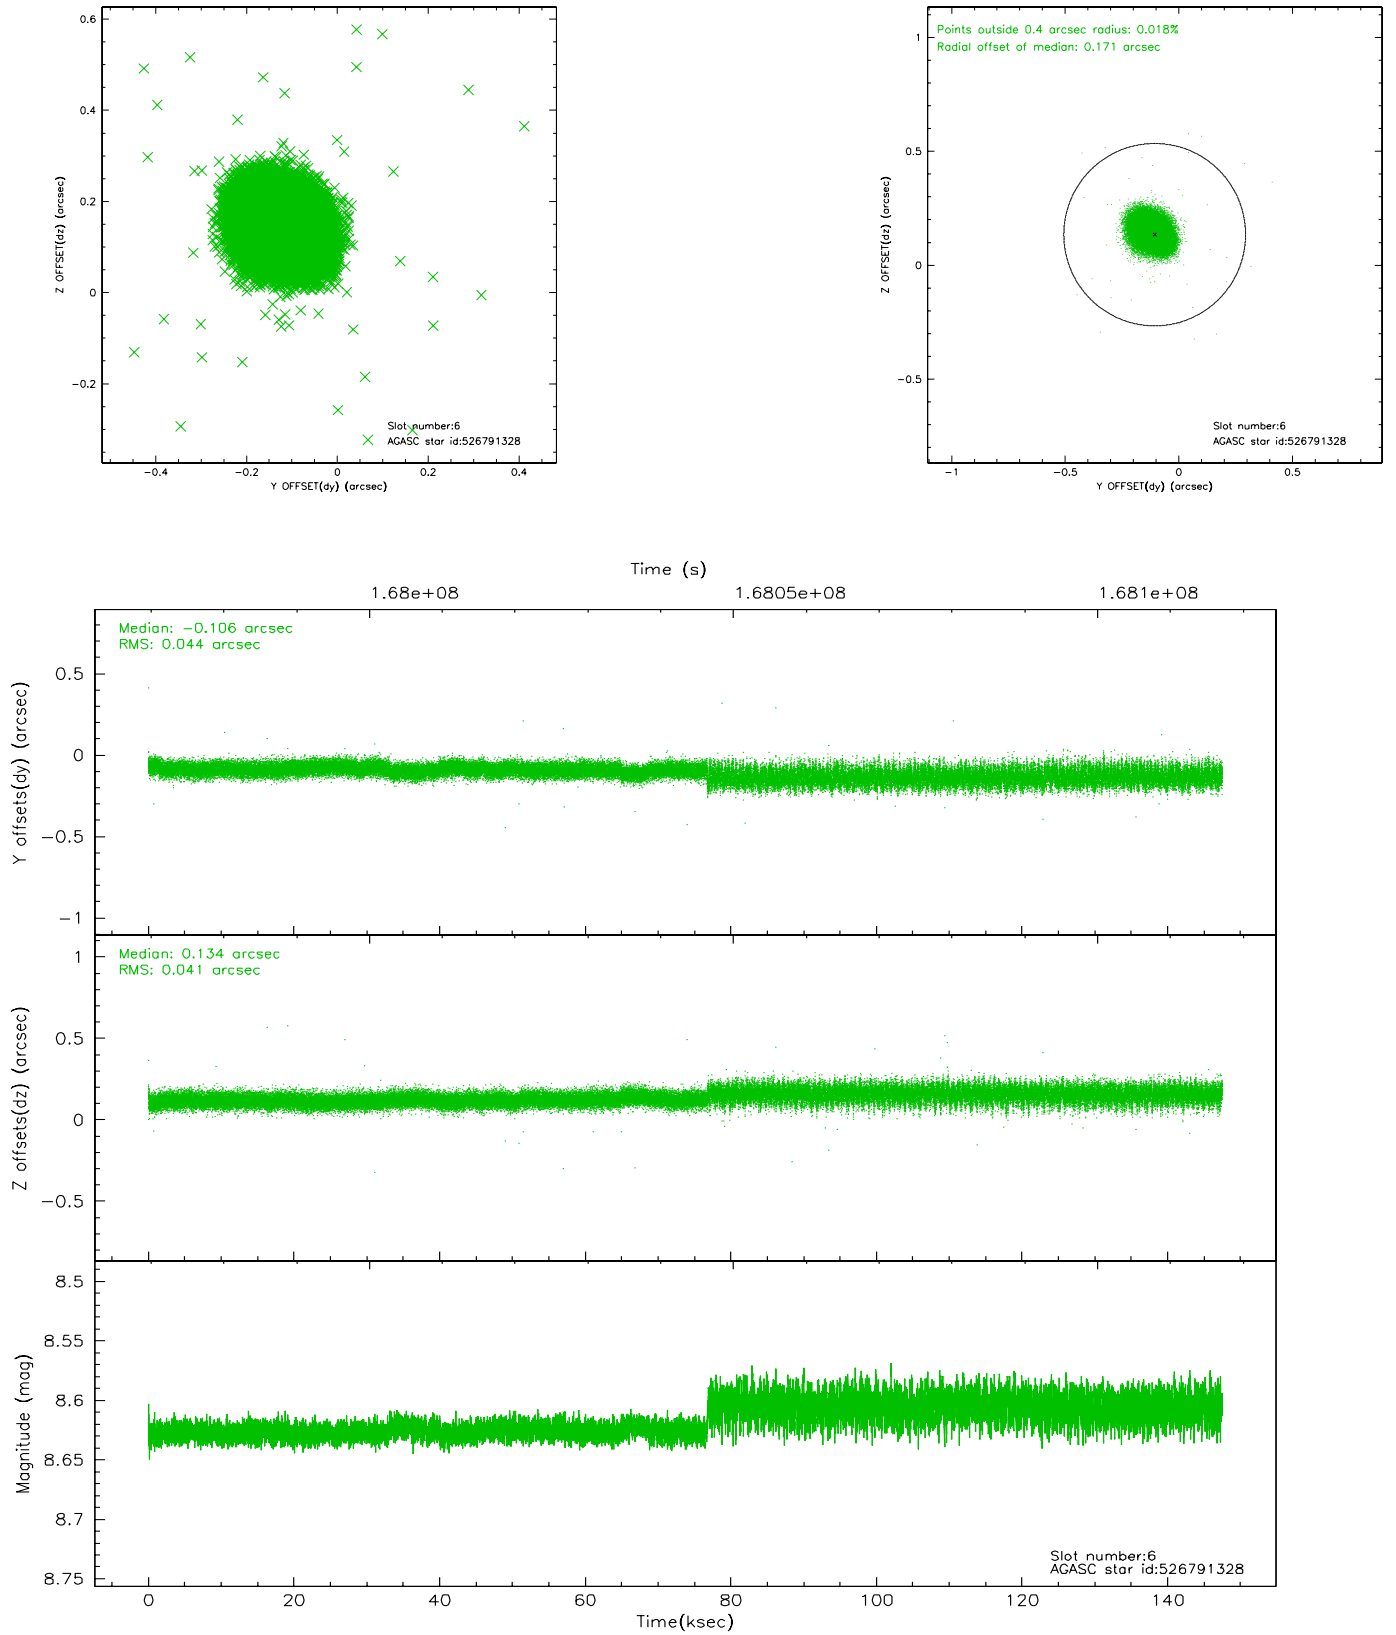 0.6
0.4
0.2
0
−0.2
Z OFFSET(dz) (arcsec)
−0.4 −0.2 0 0.2 0.4
Y OFFSET(dy) (arcsec)
Slot number:6
AGASC star id:526791328
Points outside 0.4 arcsec radius: 0.018%
Radial offset of median: 0.171 arcsec
1
0.5
0
−0.5
Z OFFSET(dz) (arcsec)
−1 −0.5 0 0.5
Y OFFSET(dy) (arcsec)
Slot number:6
AGASC star id:526791328
Time (s)
1.68e+08 1.6805e+08 1.681e+08
Median: −0.106 arcsec
RMS: 0.044 arcsec
0.5
0
−0.5
−1
Y offsets(dy) (arcsec)
Median: 0.134 arcsec
RMS: 0.041 arcsec
1
0.5
0
−0.5
Z offsets(dz) (arcsec)
8.5
8.55
8.6
8.65
8.7
8.75
Magnitude (mag)
Slot number:6
AGASC star id:526791328
0 20 40 60 80 100 120 140
Time(ksec)